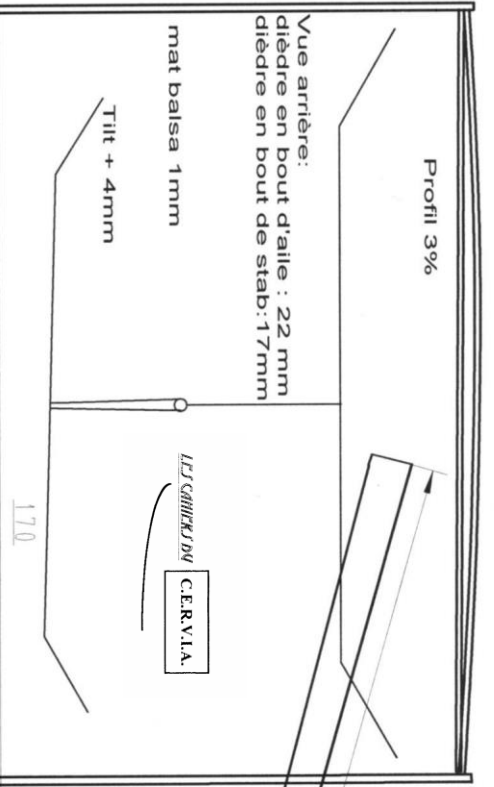 Profil 3%
Vue arrière:
dièdre en bout d'aile : 22 mm
dièdre en bout de stab:17mm
mat balsa 1mm
Tilt + 4mm
LES CAHIERS DU C.E.R.V.I.A.
170